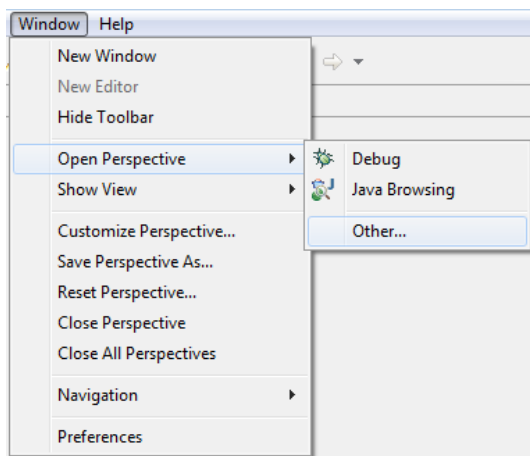 Window Help
New Window
New Editor
Hide Toolbar
Open Perspective
Debug
Show View
Java Browsing
Other...
Customize Perspective...
Save Perspective As...
Reset Perspective...
Close Perspective
Close All Perspectives
Navigation
Preferences